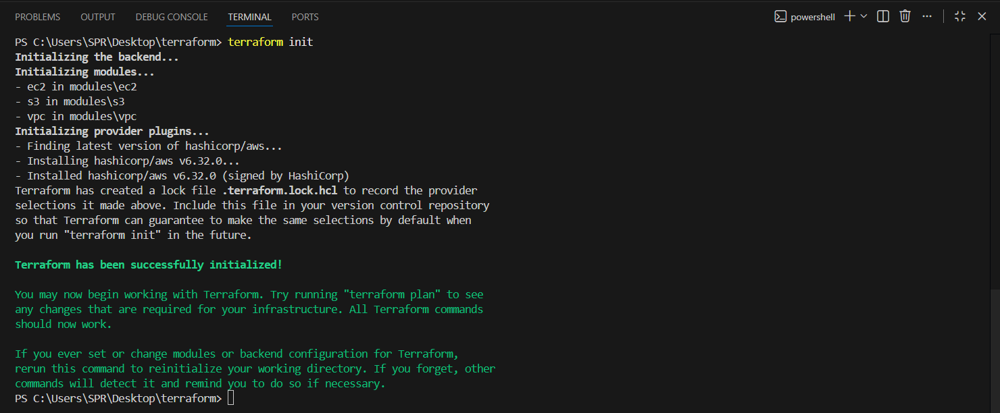 PROBLEMS OUTPUT DEBUG CONSOLE TERMINAL PORTS powershell
PS C:\Users\SPR\Desktop\terraform> terraform init
Initializing the backend...
Initializing modules...
- ec2 in modules\ec2
- s3 in modules\s3
- vpc in modules\vpc
Initializing provider plugins...
- Finding latest version of hashicorp/aws...
- Installing hashicorp/aws v6.32.0...
- Installed hashicorp/aws v6.32.0 (signed by HashiCorp)
Terraform has created a lock file .terraform.lock.hcl to record the provider
selections it made above. Include this file in your version control repository
so that Terraform can guarantee to make the same selections by default when
you run "terraform init" in the future.

Terraform has been successfully initialized!

You may now begin working with Terraform. Try running "terraform plan" to see
any changes that are required for your infrastructure. All Terraform commands
should now work.

If you ever set or change modules or backend configuration for Terraform,
rerun this command to reinitialize your working directory. If you forget, other
commands will detect it and remind you to do so if necessary.
PS C:\Users\SPR\Desktop\terraform>